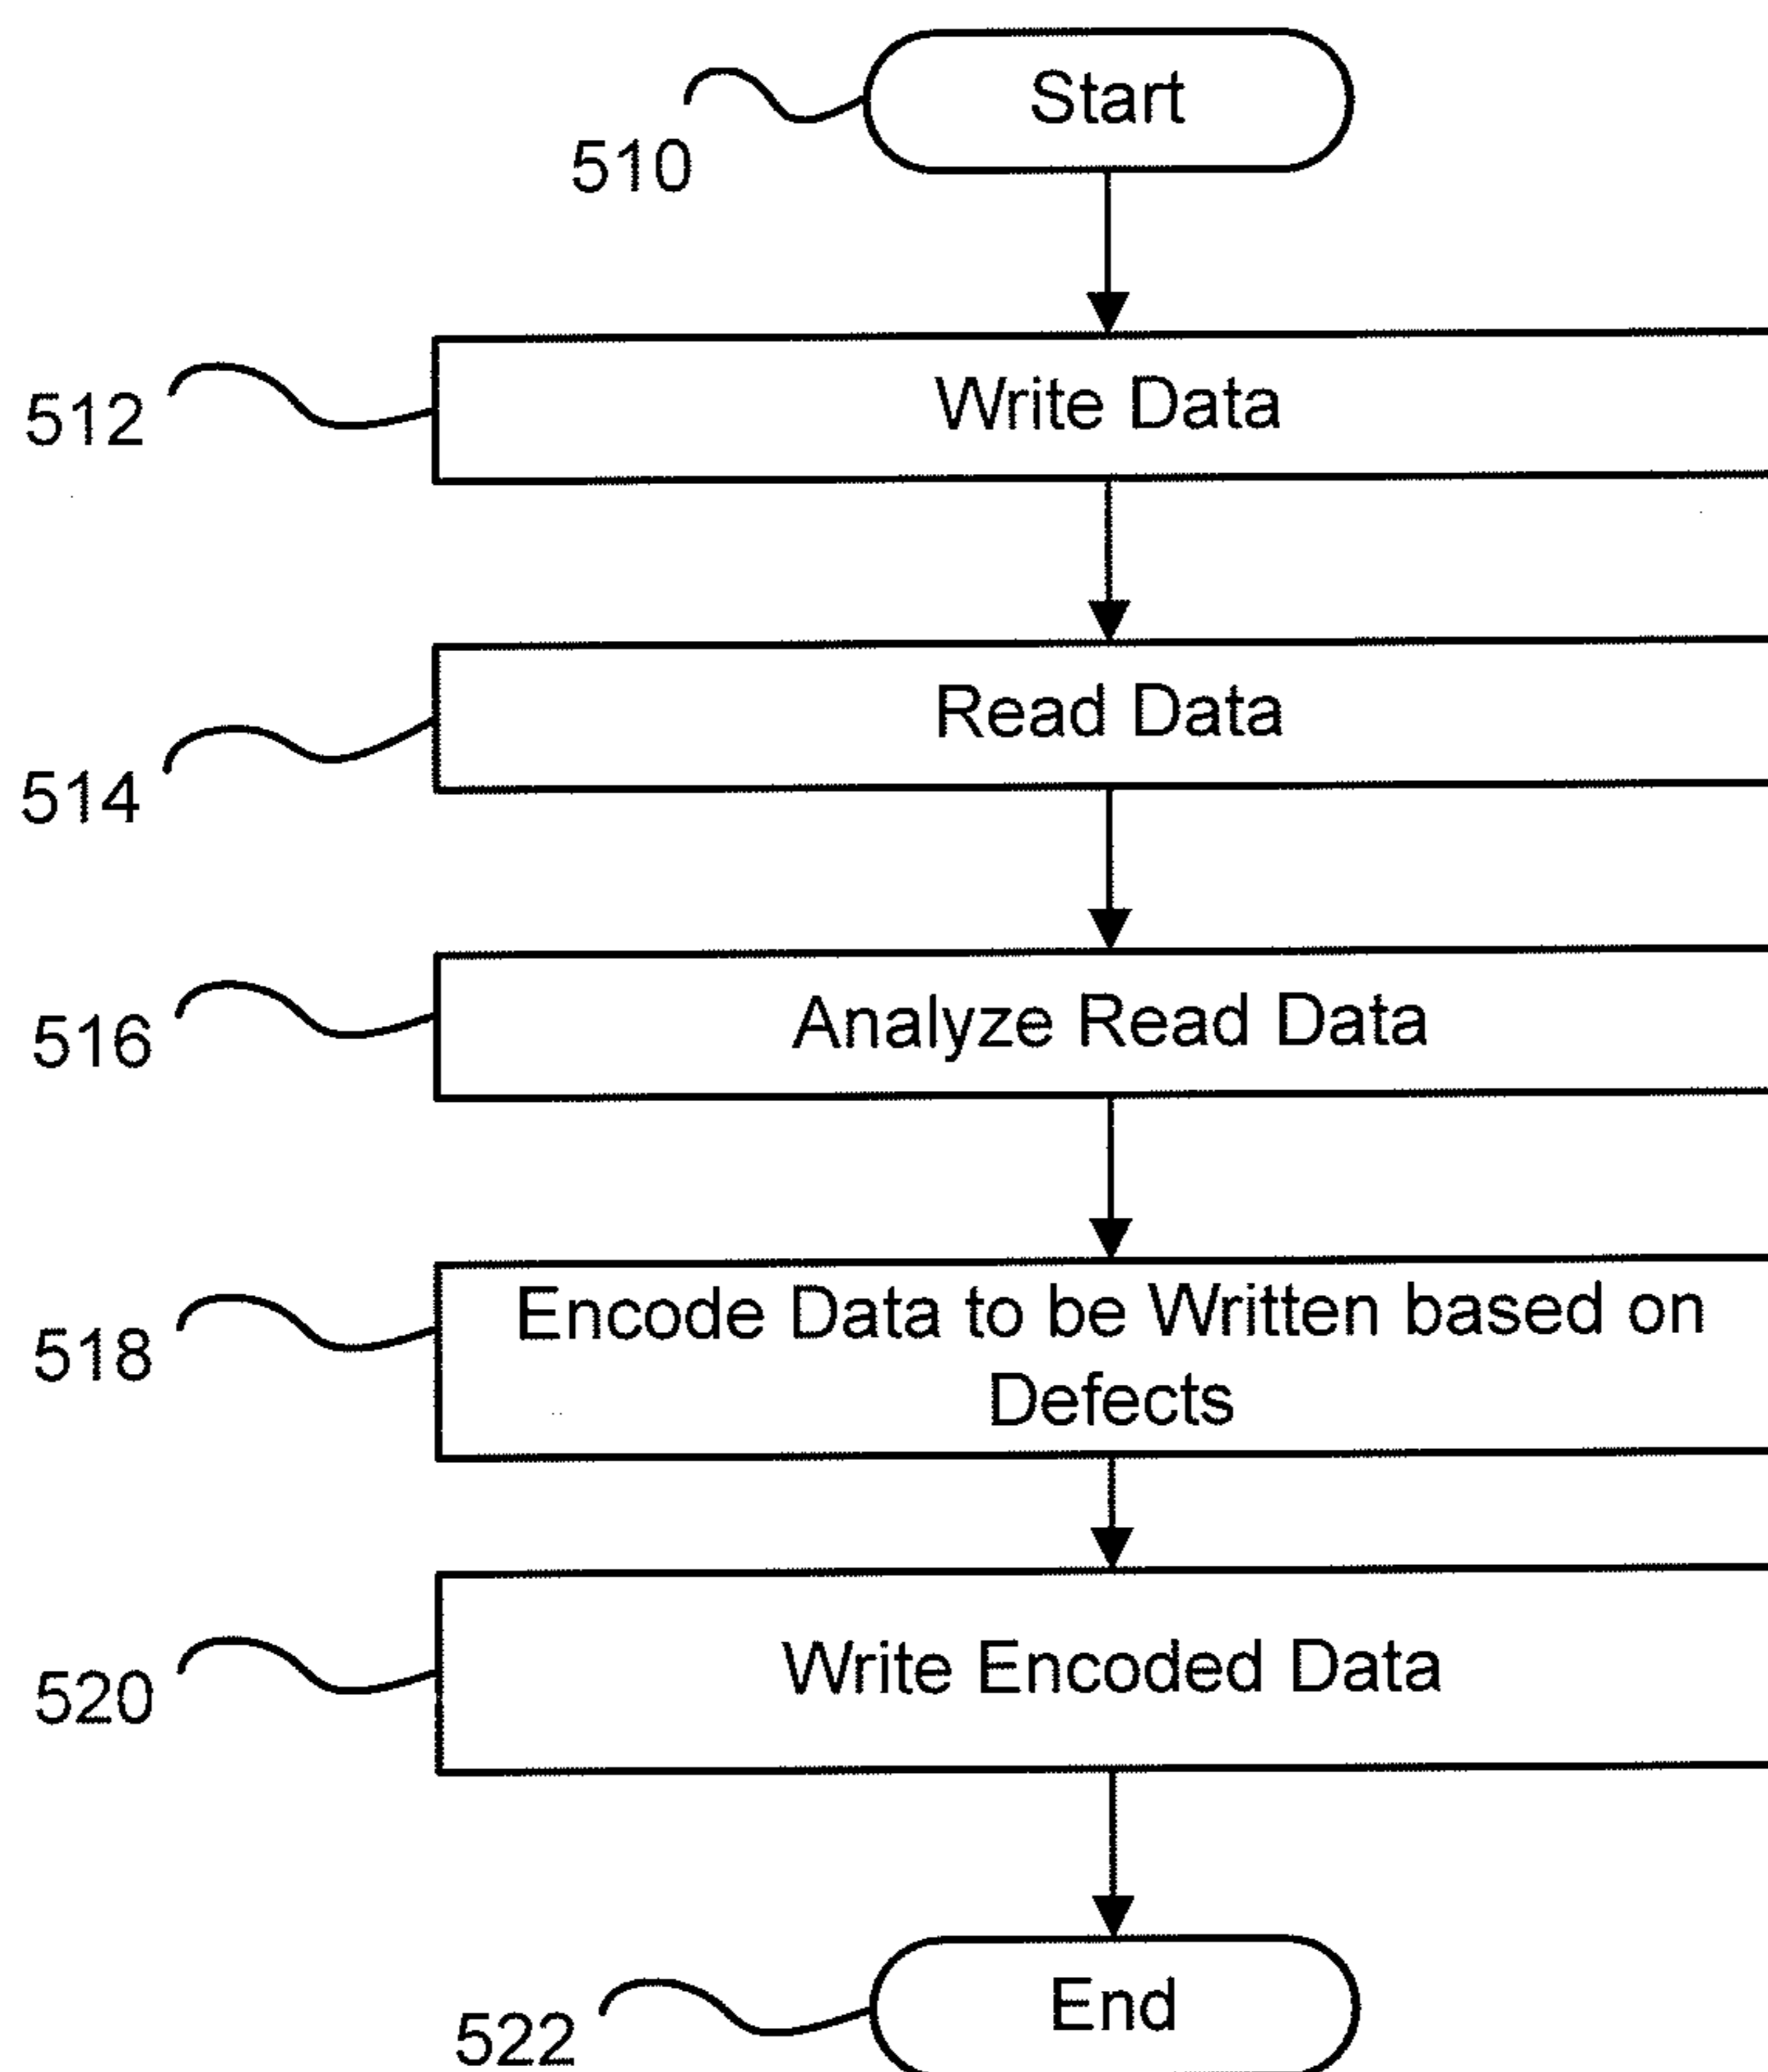 Start
510
Write Data
512
Read Data
514
Analyze Read Data
516
Encode Data to be Written based on
Defects
518
Write Encoded Data
520
End
522